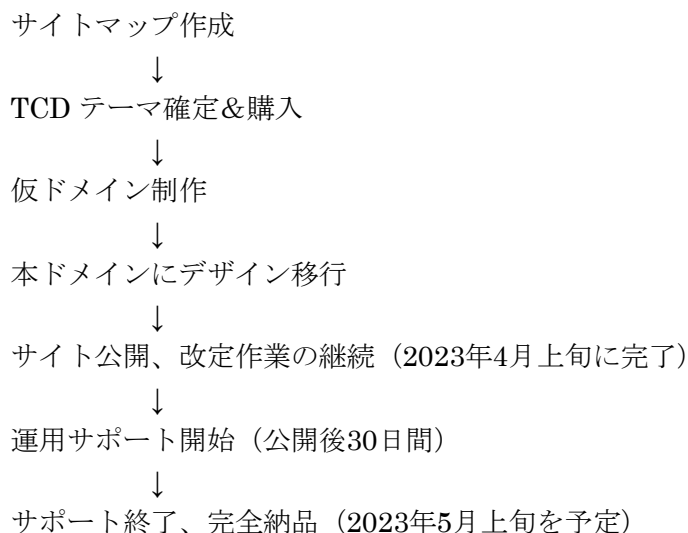 サイトマップ作成
↓
TCD テーマ確定＆購入
↓
仮ドメイン制作
↓
本ドメインにデザイン移行
↓
サイト公開、改定作業の継続（2023年4月上旬に完了）
↓
運用サポート開始（公開後30日間）
↓
サポート終了、完全納品（2023年5月上旬を予定）